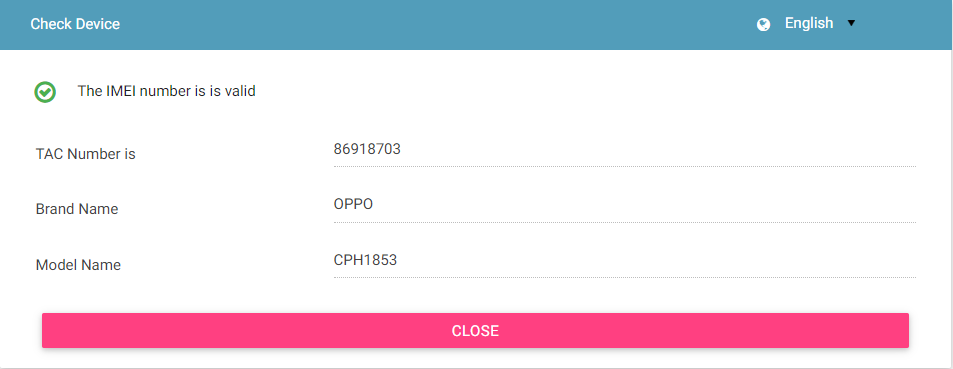 Check Device
English
The IMEI number is is valid
TAC Number is 86918703
Brand Name OPPO
Model Name CPH1853
CLOSE